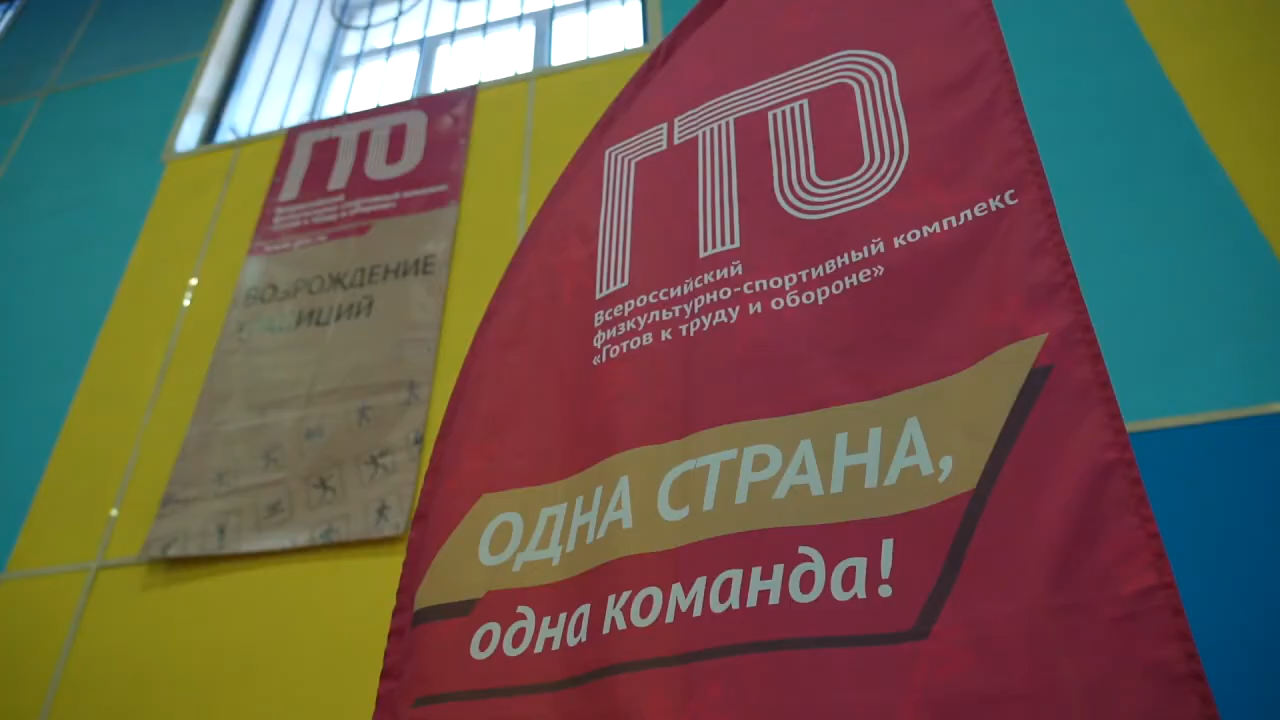 ГТО
Всероссийский
физкультурно-спортивный комплекс
«Готов к труду и обороне»
ОДНА СТРАНА,
одна команда!
ГТО
ВОЗРОЖДЕНИЕ